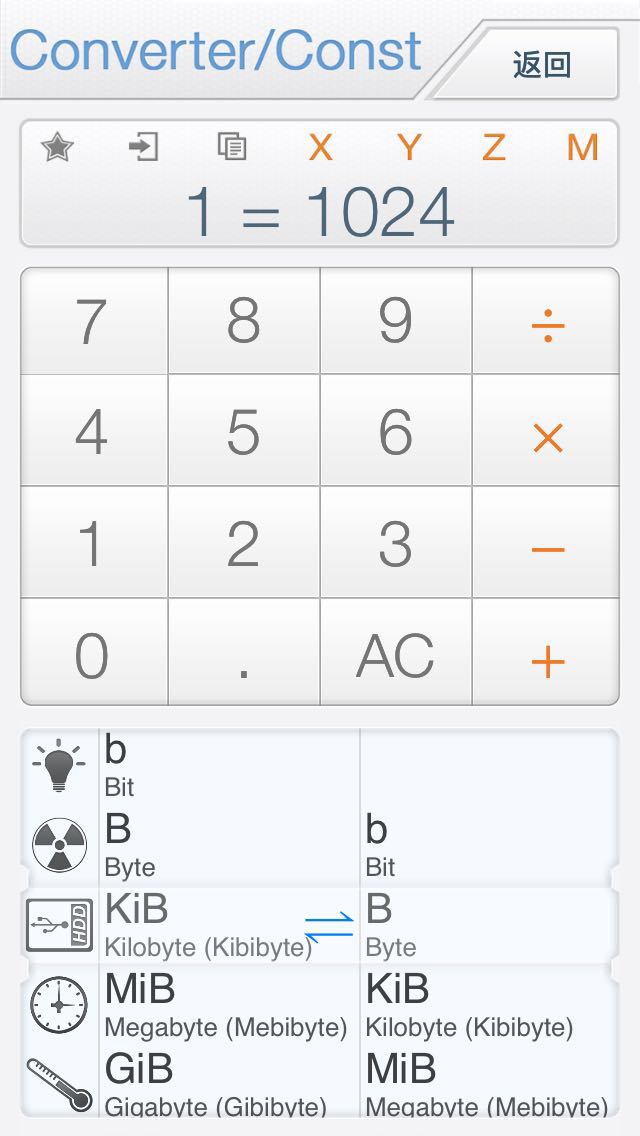 Converter/Const
返回
X Y Z M
1 = 1024
7 8 9 ÷
4 5 6 ×
1 2 3 −
0 . AC +
b
Bit
B b
Byte Bit
HDD KiB B
Kilobyte (Kibibyte) Byte
MiB KiB
Megabyte (Mebibyte) Kilobyte (Kibibyte)
GiB MiB
Gigabyte (Gibibyte) Megabyte (Mebibyte)